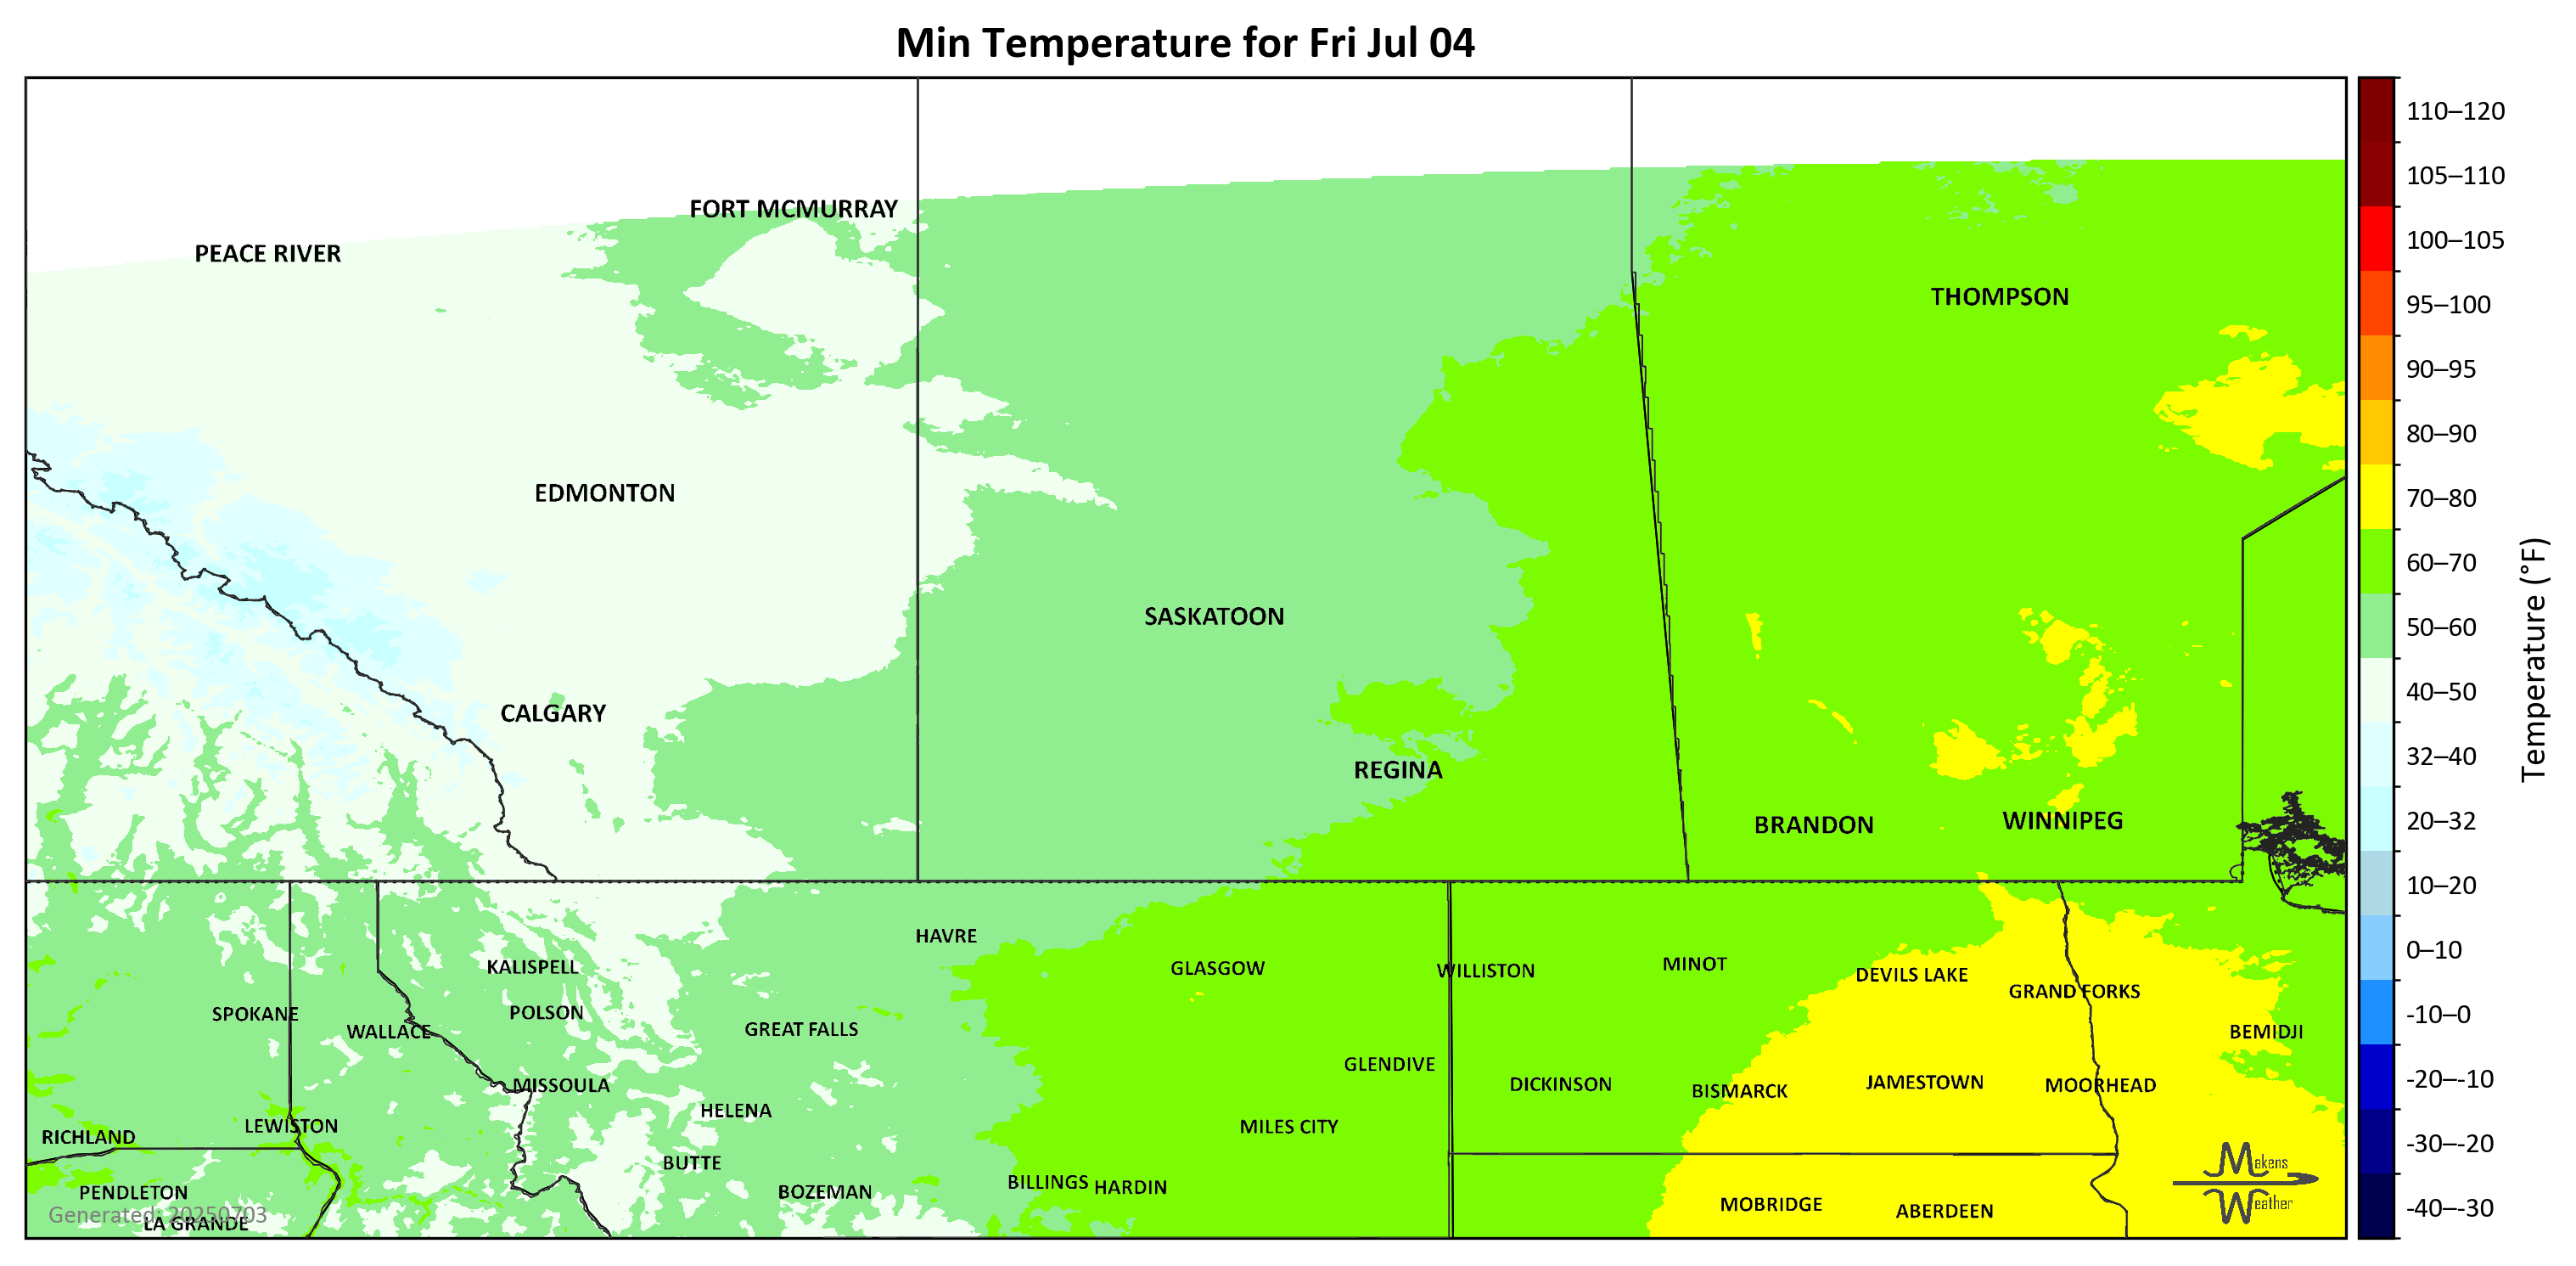 Min Temperature for Fri Jul 04
110–120
105–110
100–105
95–100
90–95
80–90
70–80
60–70
50–60
40–50
32–40
20–32
10–20
0–10
-10–0
-20–-10
-30–-20
-40–-30
Temperature (°F)
FORT MCMURRAY
PEACE RIVER
THOMPSON
EDMONTON
SASKATOON
CALGARY
REGINA
BRANDON
WINNIPEG
HAVRE
KALISPELL
GLASGOW
WILLISTON
MINOT
DEVILS LAKE
GRAND FORKS
SPOKANE
POLSON
WALLACE
GREAT FALLS
BEMIDJI
GLENDIVE
MISSOULA
DICKINSON
BISMARCK
JAMESTOWN
MOORHEAD
HELENA
LEWISTON
MILES CITY
RICHLAND
BUTTE
BILLINGS
HARDIN
PENDLETON
BOZEMAN
MOBRIDGE
ABERDEEN
LA GRANDE
Generated: 20250703
Makens
Weather